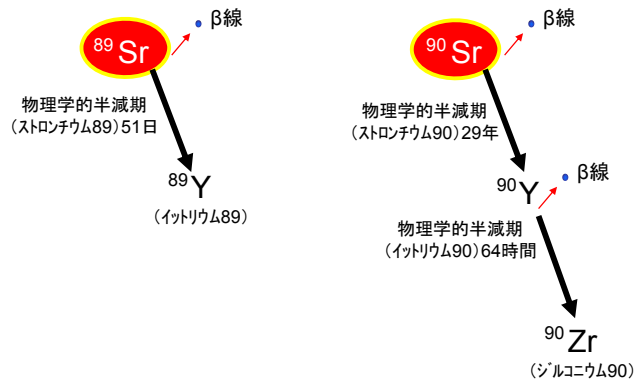 ⁸⁹Sr
β線
物理学的半減期
(ストロンチウム89)51日
⁸⁹Y
(イットリウム89)
⁹⁰Sr
β線
物理学的半減期
(ストロンチウム90)29年
⁹⁰Y
β線
物理学的半減期
(イットリウム90)64時間
⁹⁰Zr
(ジルコニウム90)